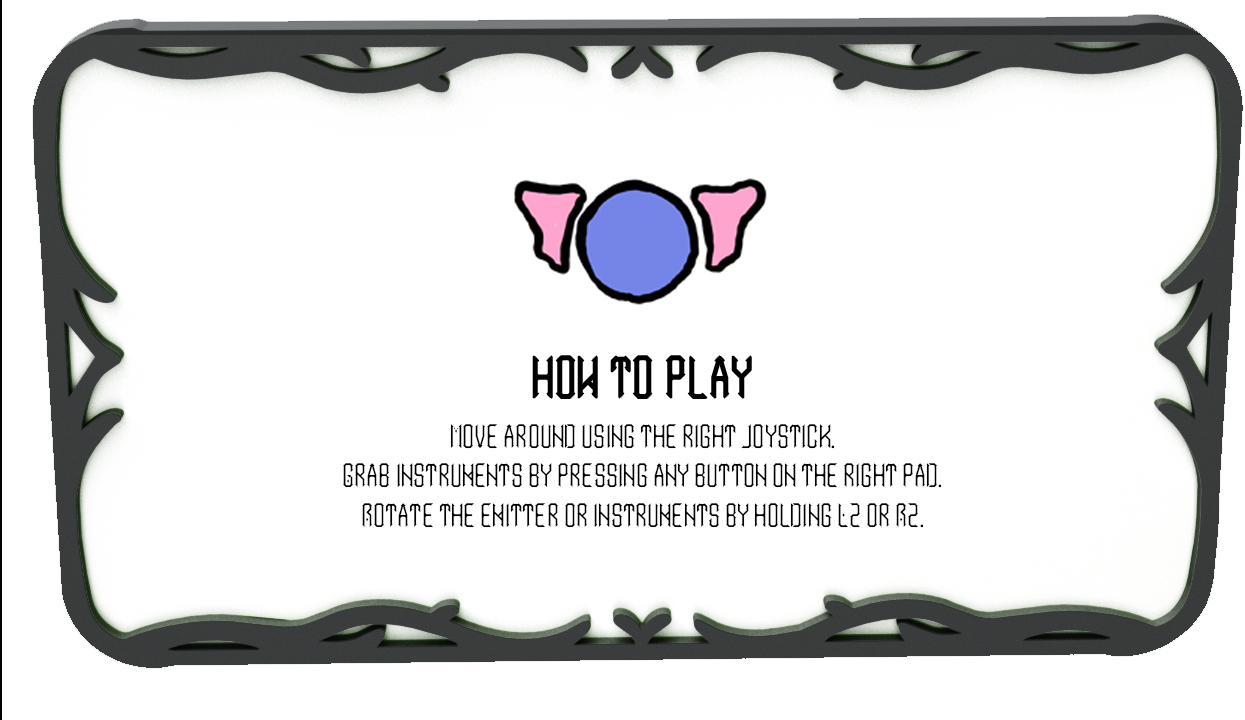 HOW TO PLAY
MOVE AROUND USING THE RIGHT JOYSTICK.
GRAB INSTRUMENTS BY PRESSING ANY BUTTON ON THE RIGHT PAD.
ROTATE THE EMITTER OR INSTRUMENTS BY HOLDING L2 OR R2.